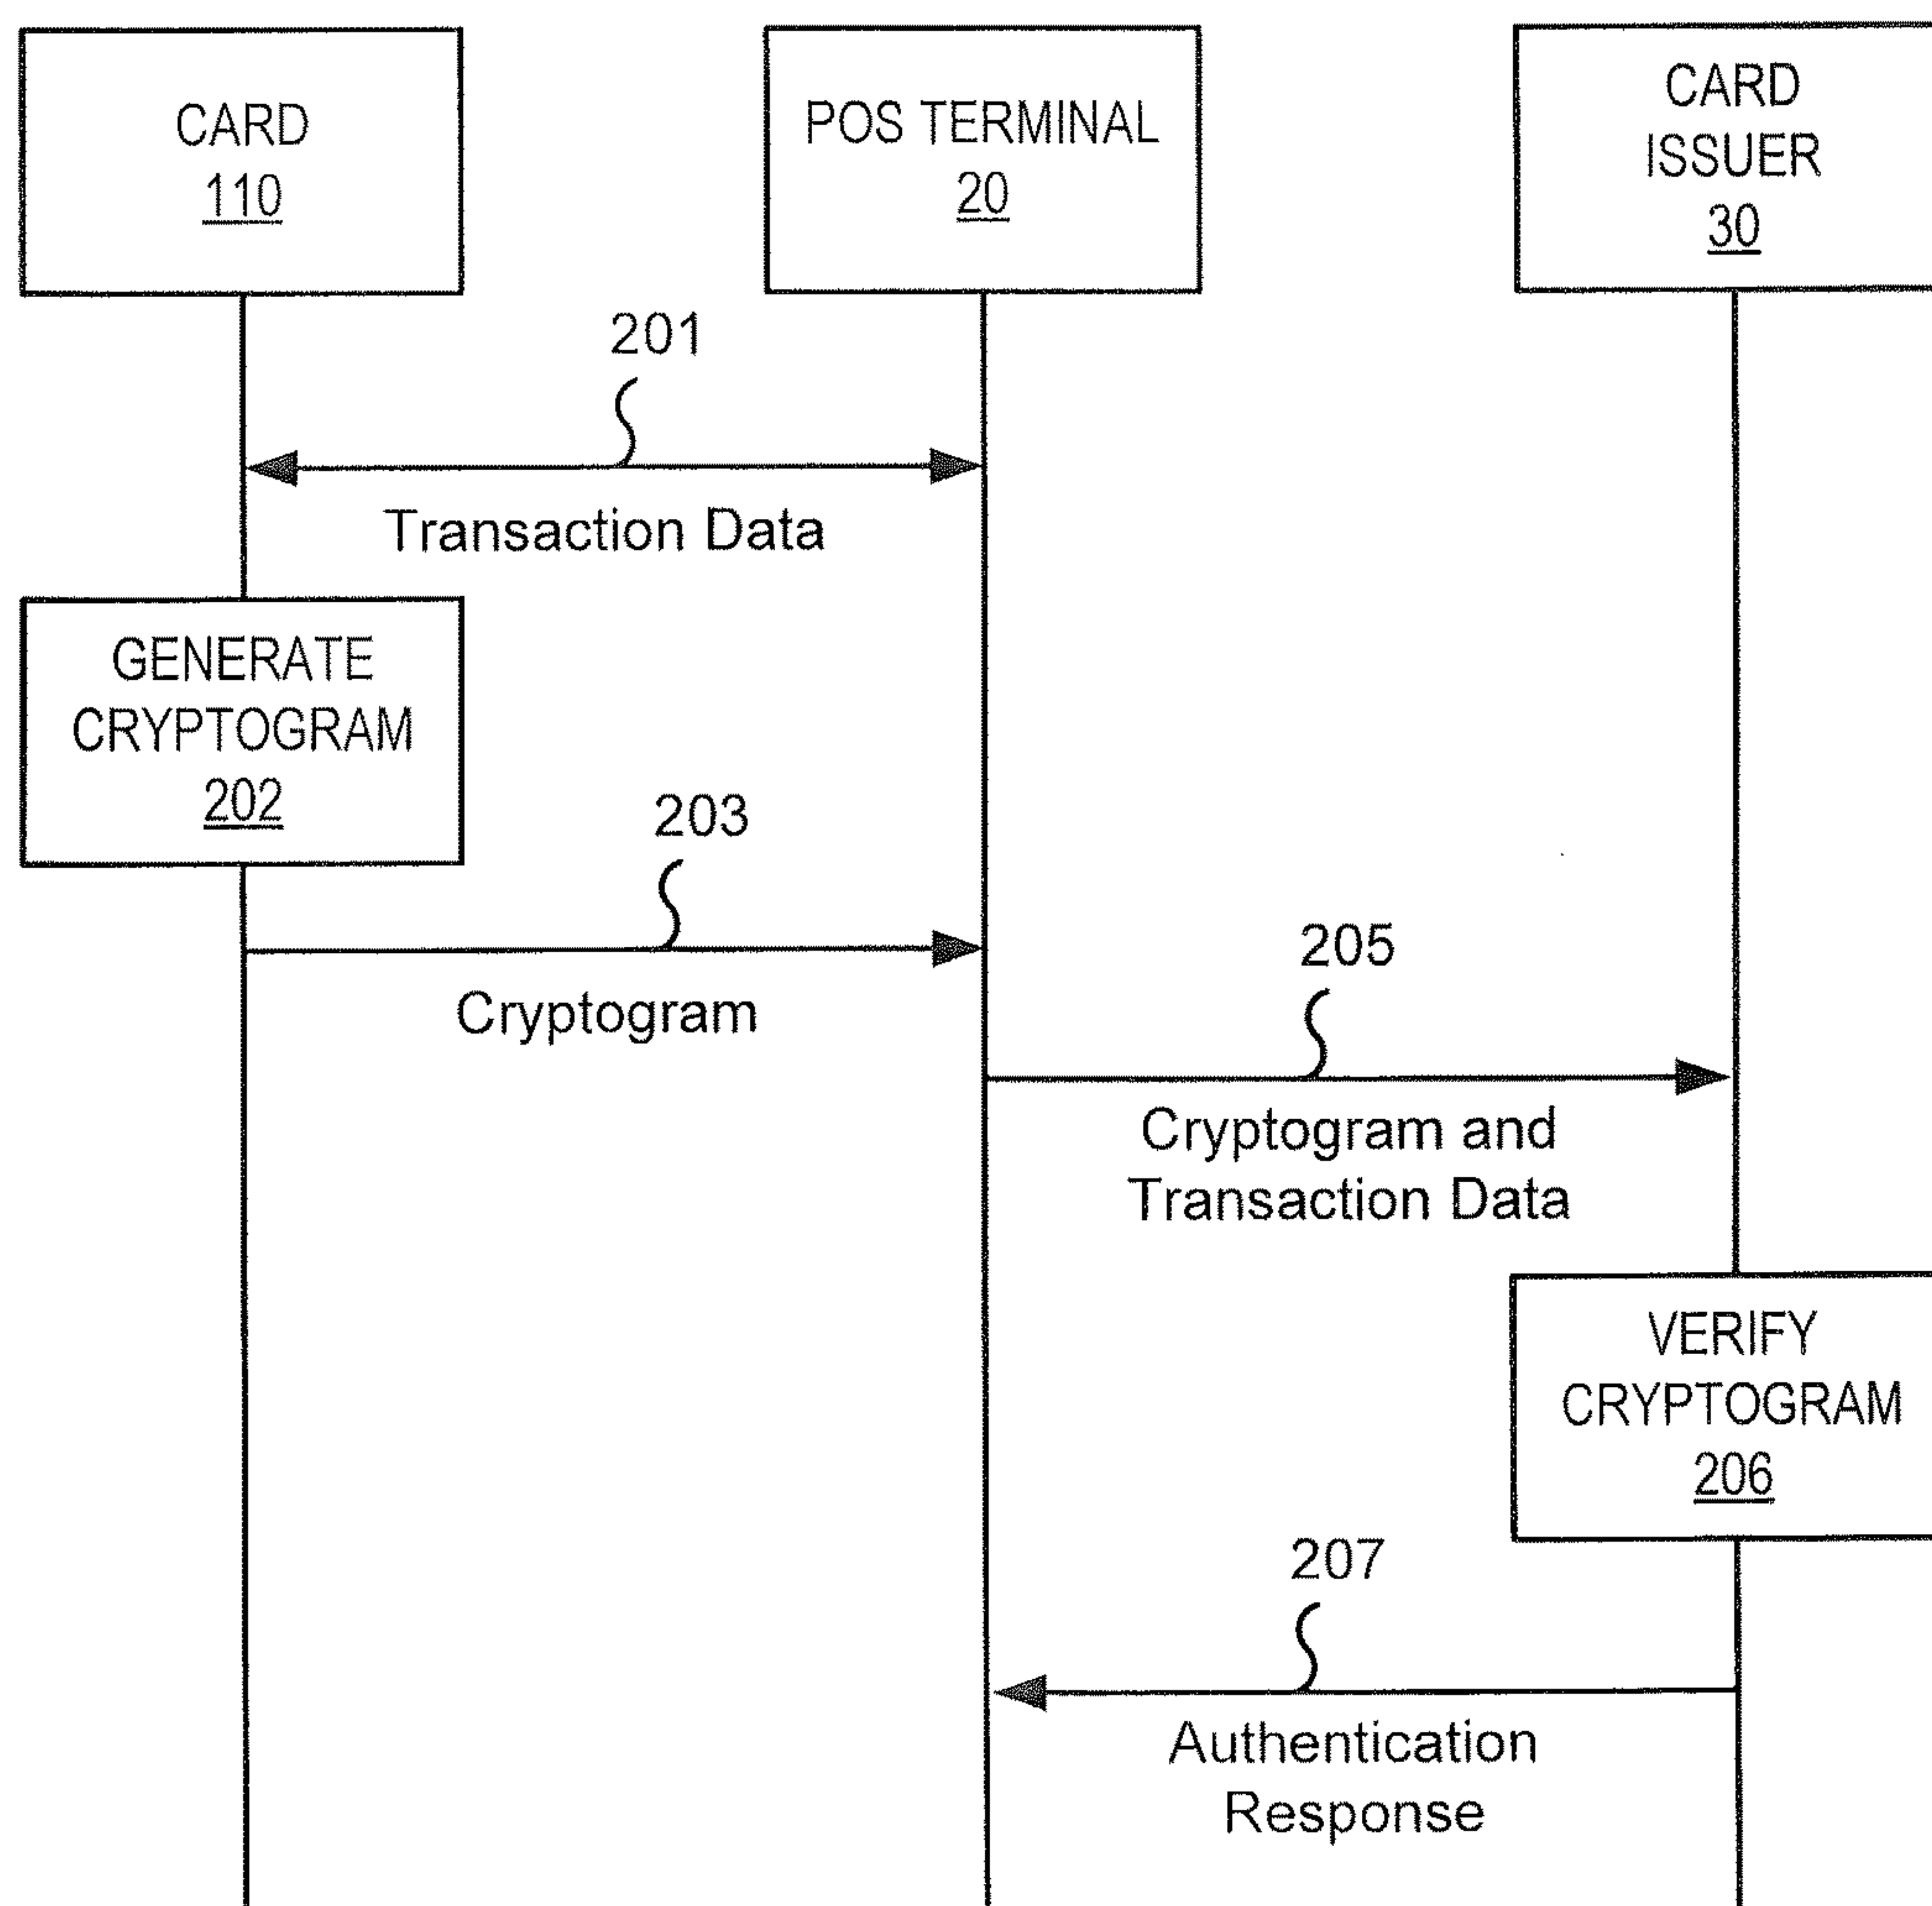 CARD
110
POS TERMINAL
20
CARD
ISSUER
30
201
Transaction Data
GENERATE
CRYPTOGRAM
202
203
Cryptogram
205
Cryptogram and
Transaction Data
VERIFY
CRYPTOGRAM
206
207
Authentication
Response